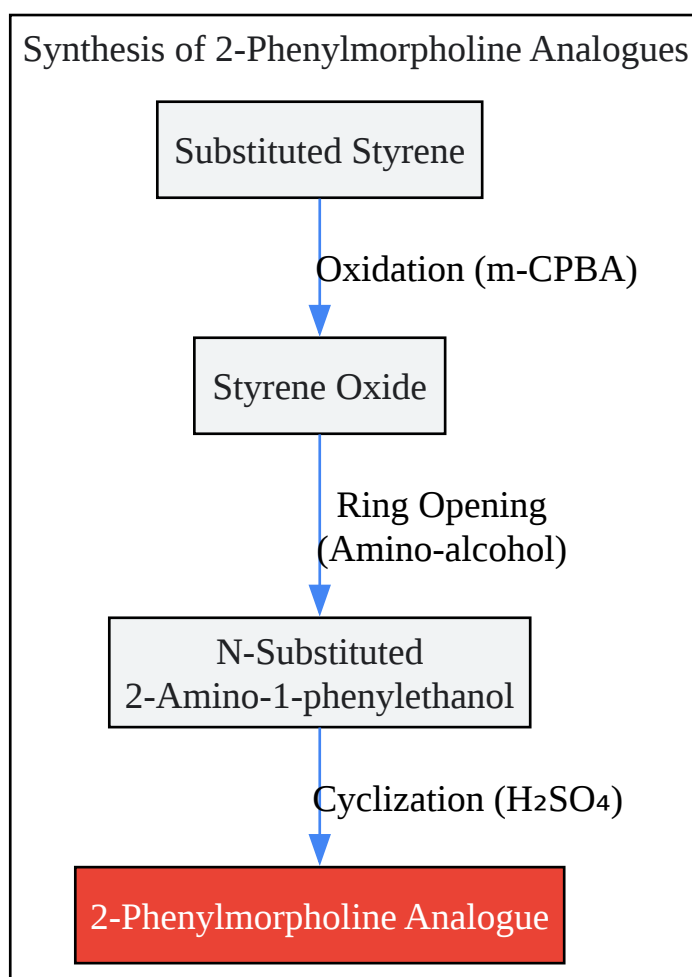 Synthesis of 2-Phenylmorpholine Analogues
Substituted Styrene
Oxidation (m-CPBA)
Styrene Oxide
Ring Opening
(Amino-alcohol)
N-Substituted
2-Amino-1-phenylethanol
Cyclization (H₂SO₄)
2-Phenylmorpholine Analogue